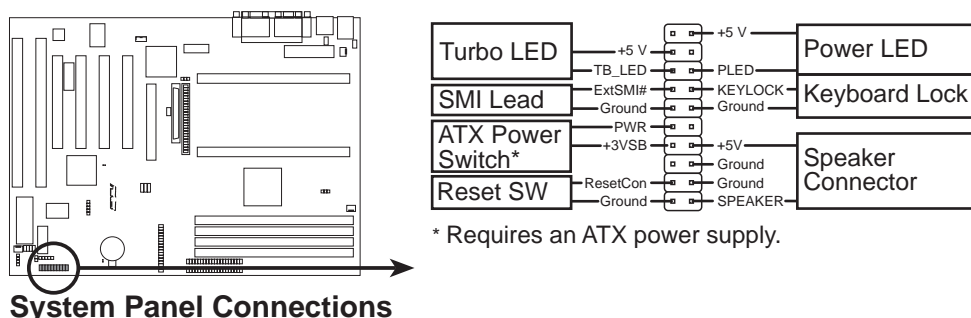 +5 V
Turbo LED
+5 V
Power LED
TB_LED
PLED
ExtSMI#
KEYLOCK
Keyboard Lock
SMI Lead
Ground
Ground
ATX Power
Switch*
PWR
+3VSB
+5V
Speaker
Connector
Ground
Reset SW
ResetCon
Ground
Ground
SPEAKER
* Requires an ATX power supply.
System Panel Connections